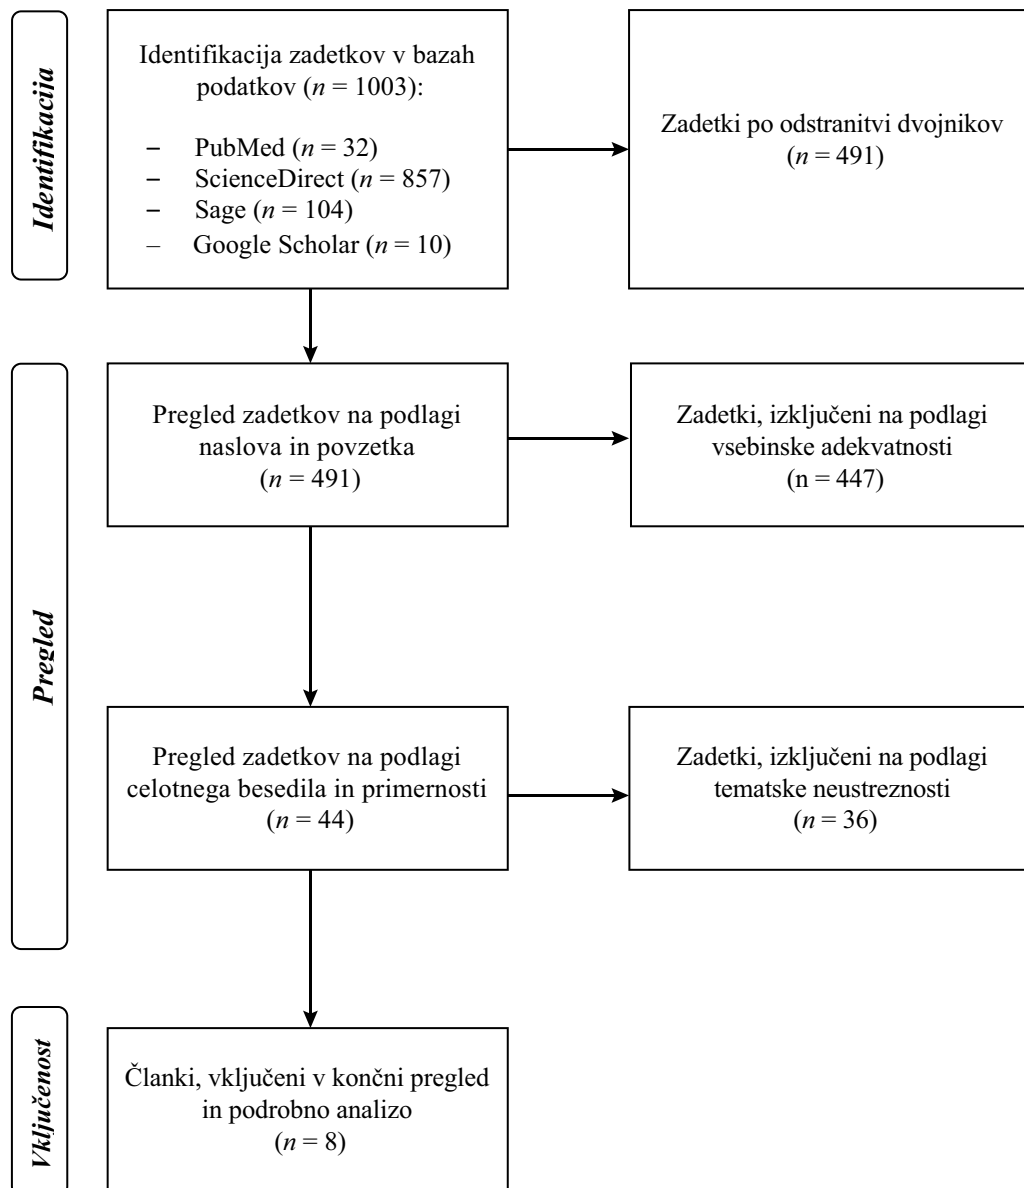 Identifikacija
Identifikacija zadetkov v bazah
podatkov (n = 1003):
– PubMed (n = 32)
– ScienceDirect (n = 857)
– Sage (n = 104)
– Google Scholar (n = 10)
Zadetki po odstranitvi dvojnikov
(n = 491)
Pregled
Pregled zadetkov na podlagi
naslova in povzetka
(n = 491)
Zadetki, izključeni na podlagi
vsebinske adekvatnosti
(n = 447)
Pregled zadetkov na podlagi
celotnega besedila in primernosti
(n = 44)
Zadetki, izključeni na podlagi
tematske neustreznosti
(n = 36)
Vključenost
Članki, vključeni v končni pregled
in podrobno analizo
(n = 8)